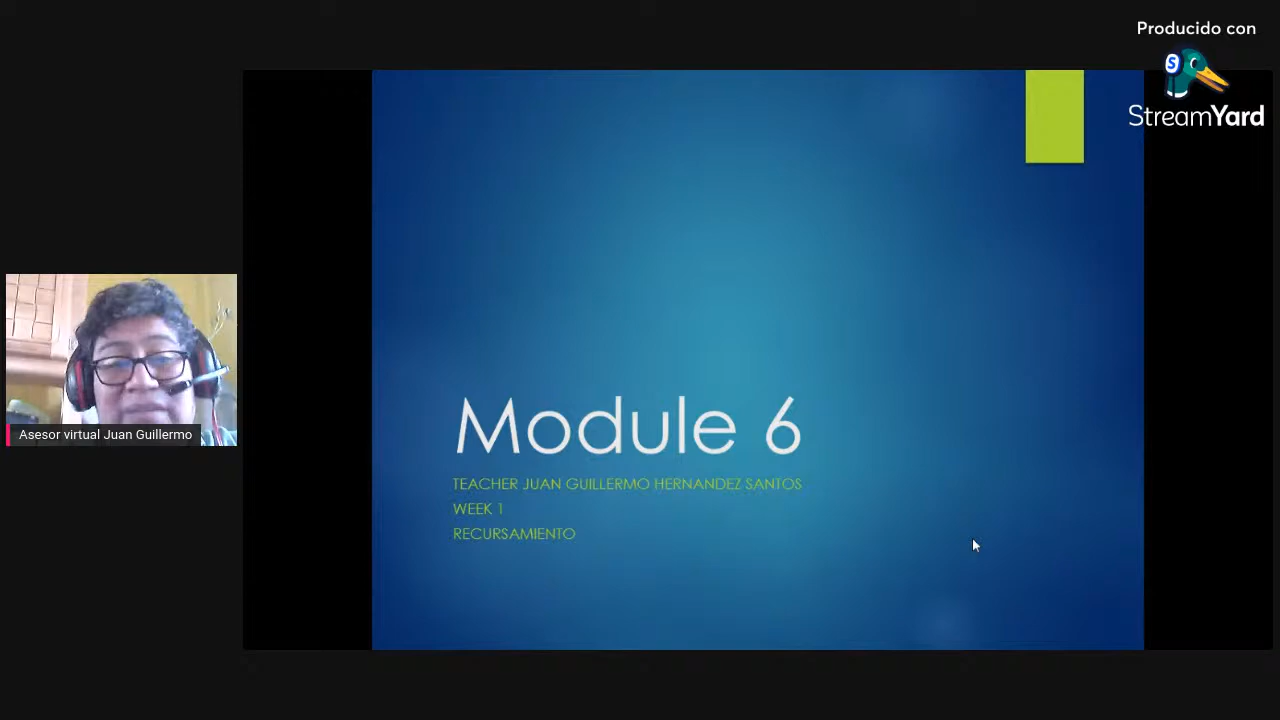 Producido con
StreamYard
Module 6
TEACHER JUAN GUILLERMO HERNANDEZ SANTOS
WEEK 1
RECURSAMIENTO
Asesor virtual Juan Guillermo